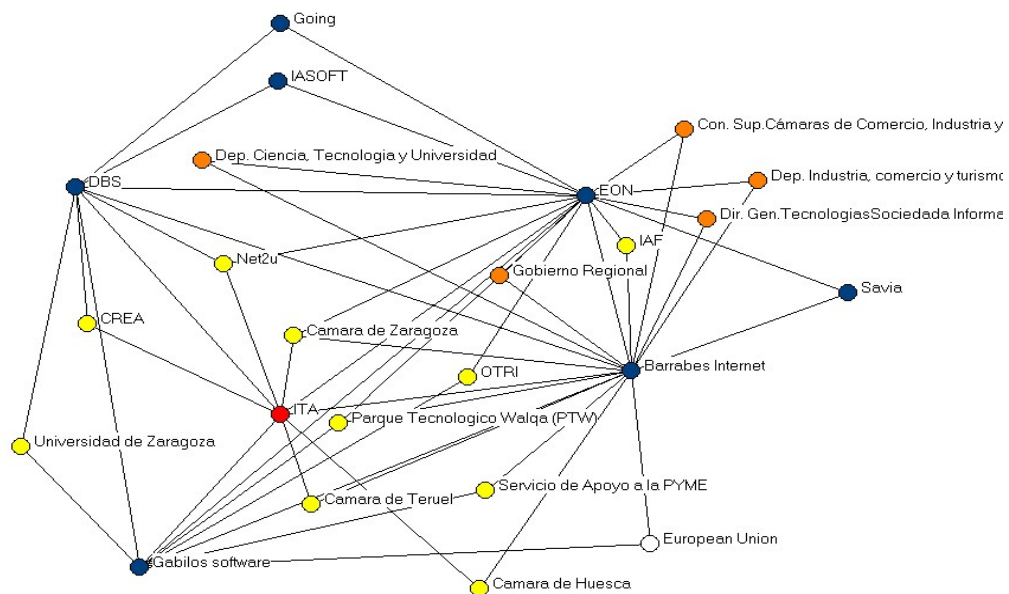 Going
IASOFT
Con. Sup.Cámaras de Comercio, Industria y
Dep. Ciencia, Tecnologia y Universidad
Dep. Industria, comercio y turismo
DBS
EON
Dir. Gen.TecnologiasSociedada Informa
IAF
Net2u
Gobierno Regional
Savia
CREA
Camara de Zaragoza
Barrabes Internet
OTRI
ITA
Parque Tecnologico Walqa (PTW)
Universidad de Zaragoza
Servicio de Apoyo a la PYME
Camara de Teruel
European Union
Gabilos software
Camara de Huesca